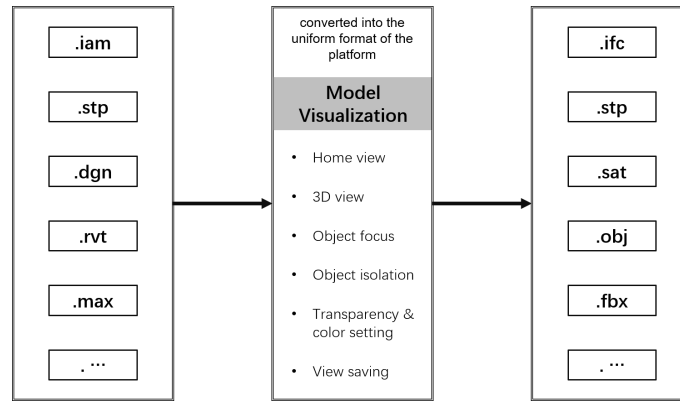 .iam
.stp
.dgn
.rvt
.max
. ...
converted into the
uniform format of the
platform
Model
Visualization
• Home view
• 3D view
• Object focus
• Object isolation
• Transparency &
color setting
• View saving
.ifc
.stp
.sat
.obj
.fbx
. ...